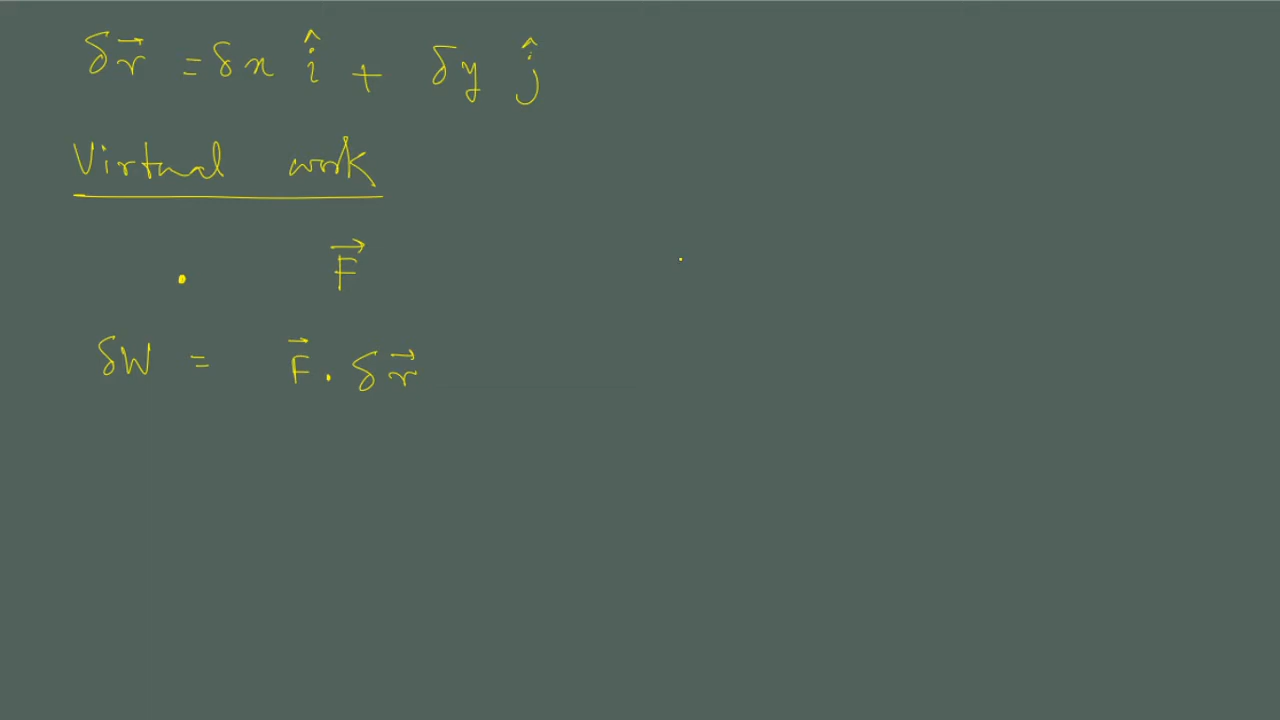 δr⃗ = δx î + δy ĵ
Virtual work
. F⃗
δW = F⃗ . δr⃗